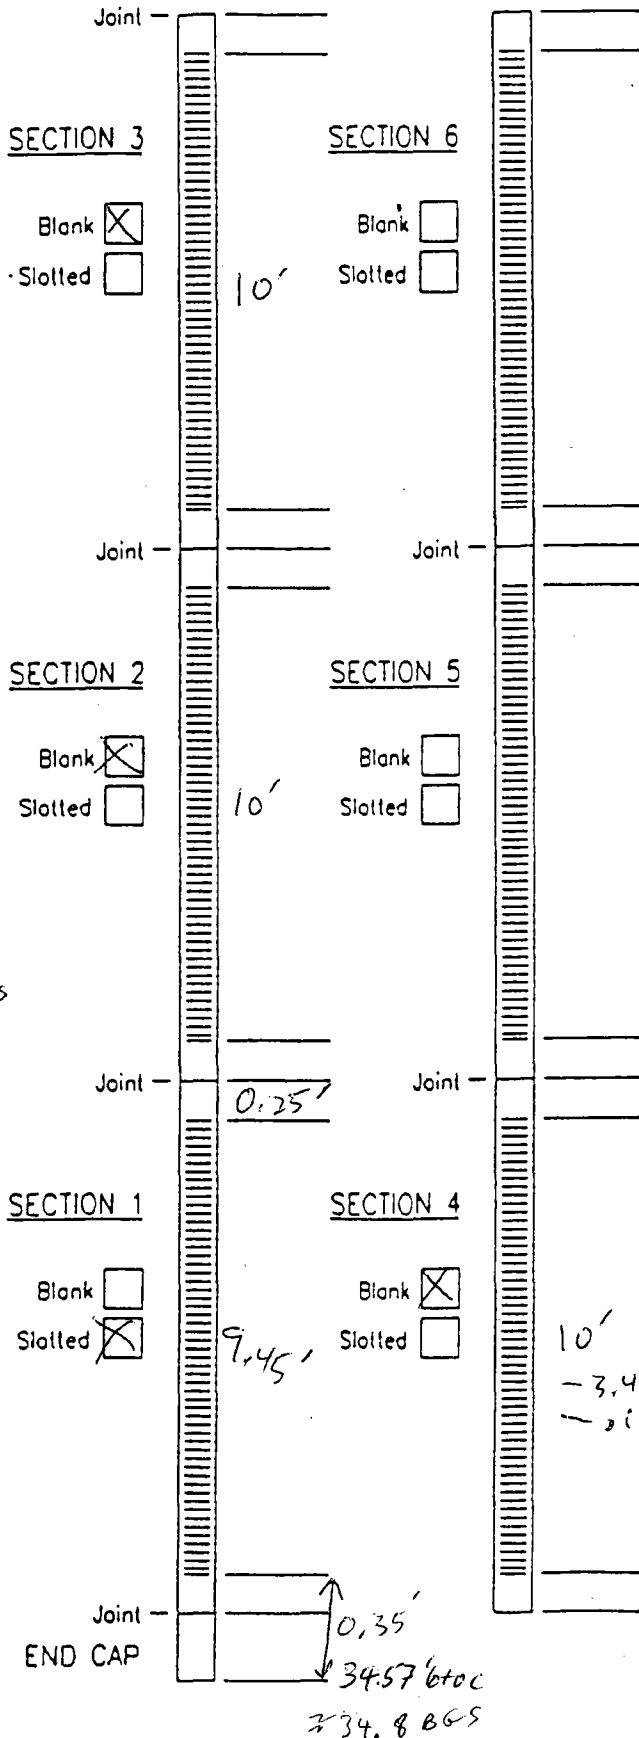 Joint
SECTION 3
Blank X
Slotted
10'
Joint
SECTION 2
Blank X
Slotted
10'
s
Joint
0.25'
SECTION 1
Blank
Slotted X
9.45'
Joint
0.35'
END CAP
34.57' btoc
≈ 34.8 BGS
SECTION 6
Blank
Slotted
Joint
SECTION 5
Blank
Slotted
Joint
SECTION 4
Blank X
Slotted
10'
- 3.4